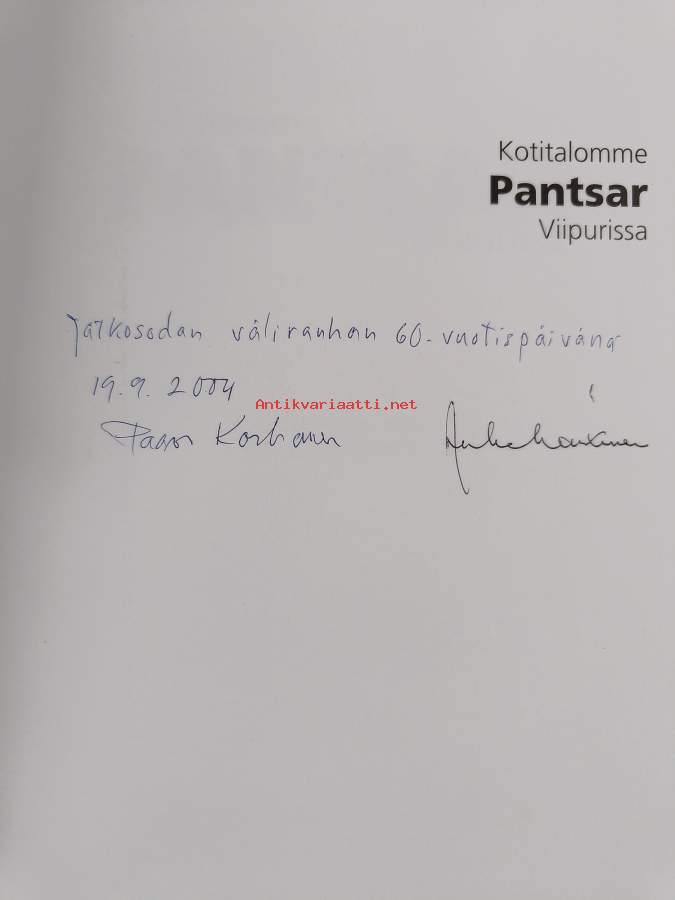 Kotitalomme
Pantsar
Viipurissa
Jatkosodan välirauhan 60-vuotispäivänä
19.9.2004
Antikvariaatti.net
Paavo Korhonen